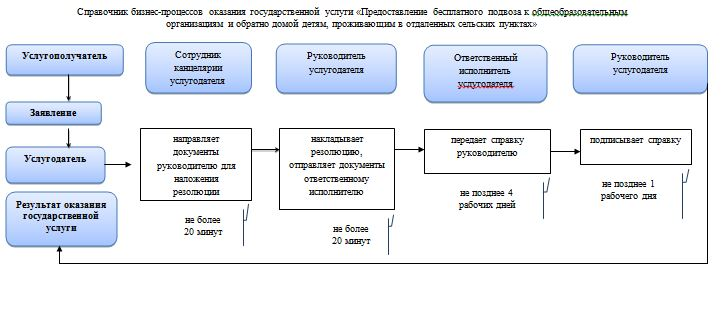 Справочник бизнес-процессов оказания государственной услуги «Предоставление бесплатного подвоза к общеобразовательным
организациям и обратно домой детям, проживающим в отдаленных сельских пунктах»
Услугополучатель
Заявление
Услугодатель
Результат оказания
государственной
услуги
Сотрудник
канцелярии
услугодателя
направляет
документы
руководителю для
наложения
резолюции
не более
20 минут
Руководитель
услугодателя
накладывает
резолюцию,
отправляет документы
ответственному
исполнителю
не более
20 минут
Ответственный
исполнитель
услугодателя
передает справку
руководителю
не позднее 4
рабочих дней
Руководитель
услугодателя
подписывает справку
не позднее 1
рабочего дня